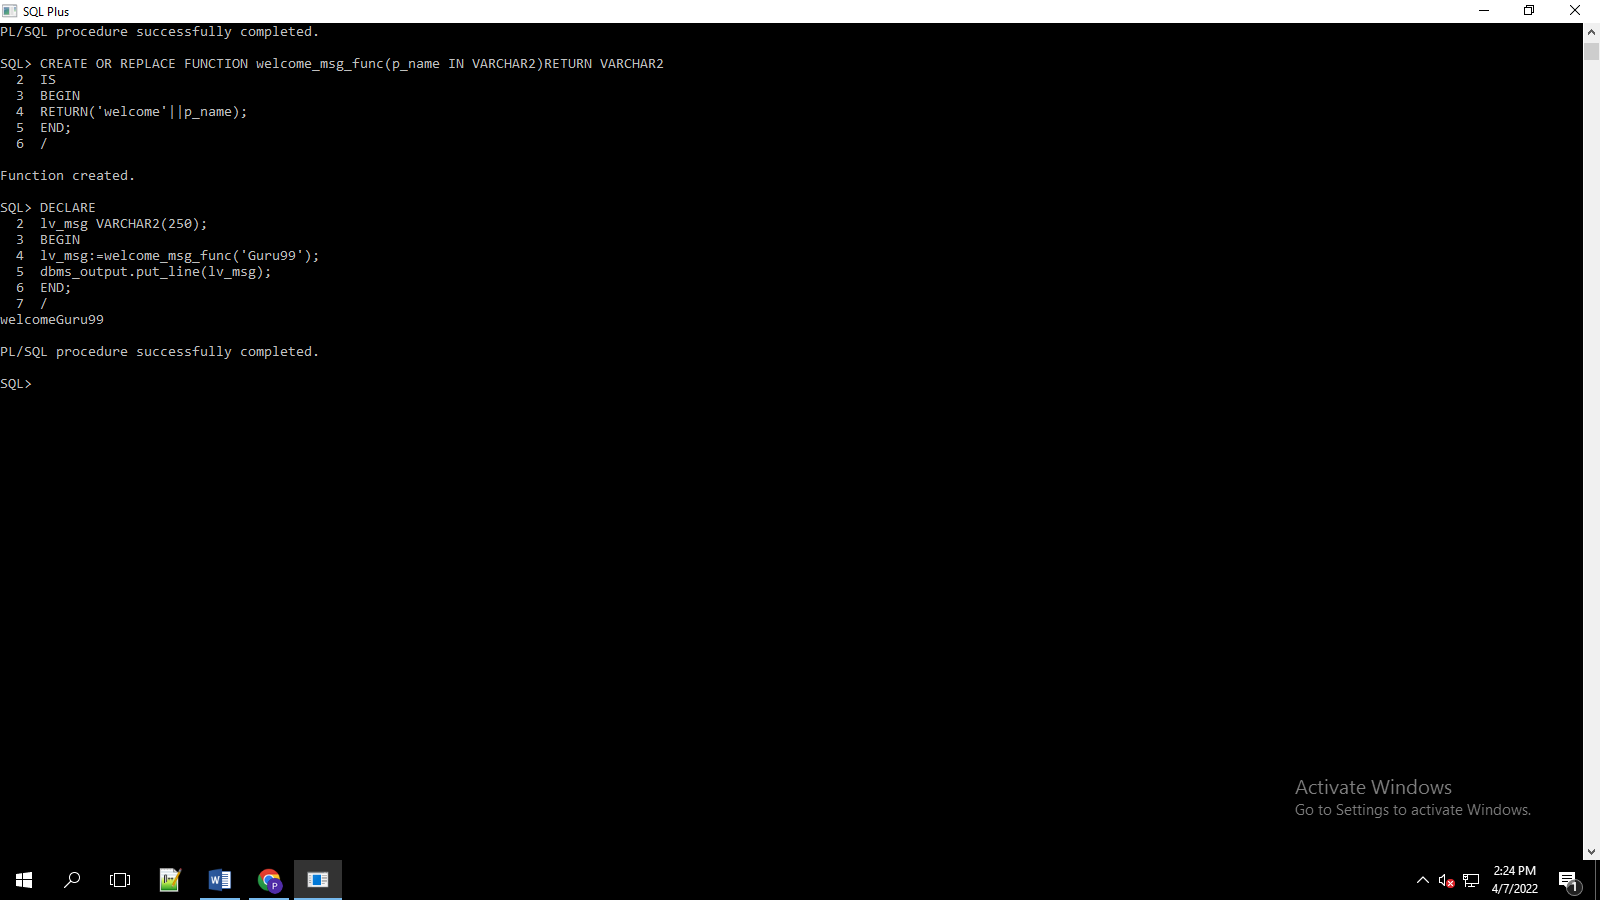 SQL Plus
PL/SQL procedure successfully completed.
SQL> CREATE OR REPLACE FUNCTION welcome_msg_func(p_name IN VARCHAR2)RETURN VARCHAR2
2 IS
3 BEGIN
4 RETURN('welcome'||p_name);
5 END;
6 /
Function created.
SQL> DECLARE
2 lv_msg VARCHAR2(250);
3 BEGIN
4 lv_msg:=welcome_msg_func('Guru99');
5 dbms_output.put_line(lv_msg);
6 END;
7 /
welcomeGuru99
PL/SQL procedure successfully completed.
SQL>
Activate Windows
Go to Settings to activate Windows.
W
P
2:24 PM
4/7/2022
1